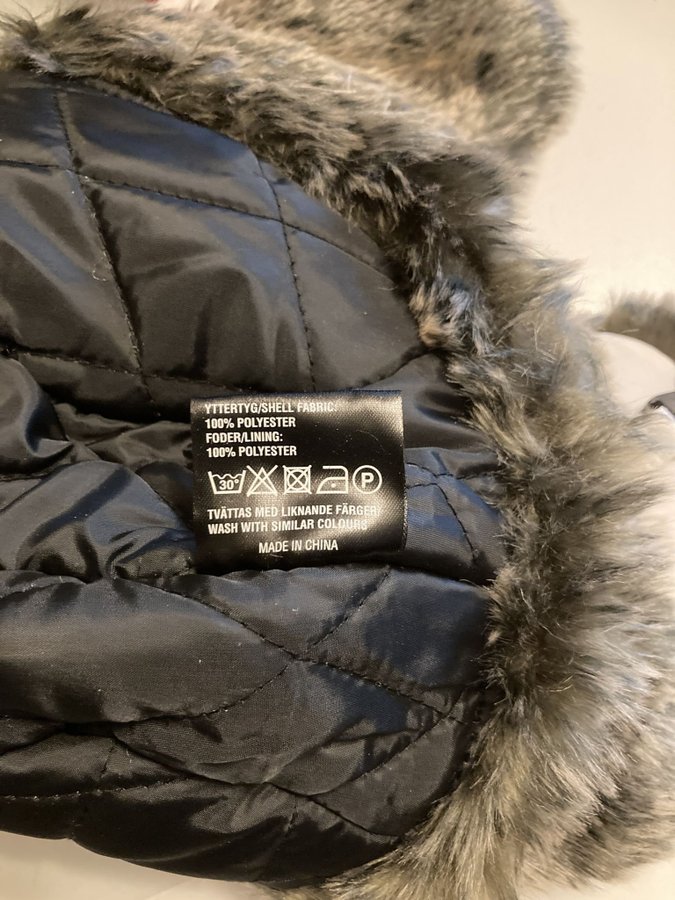 YTTERTYG/SHELL FABRIC:
100% POLYESTER
FODER/LINING:
100% POLYESTER
30° P
TVÄTTAS MED LIKNANDE FÄRGER
WASH WITH SIMILAR COLOURS
MADE IN CHINA